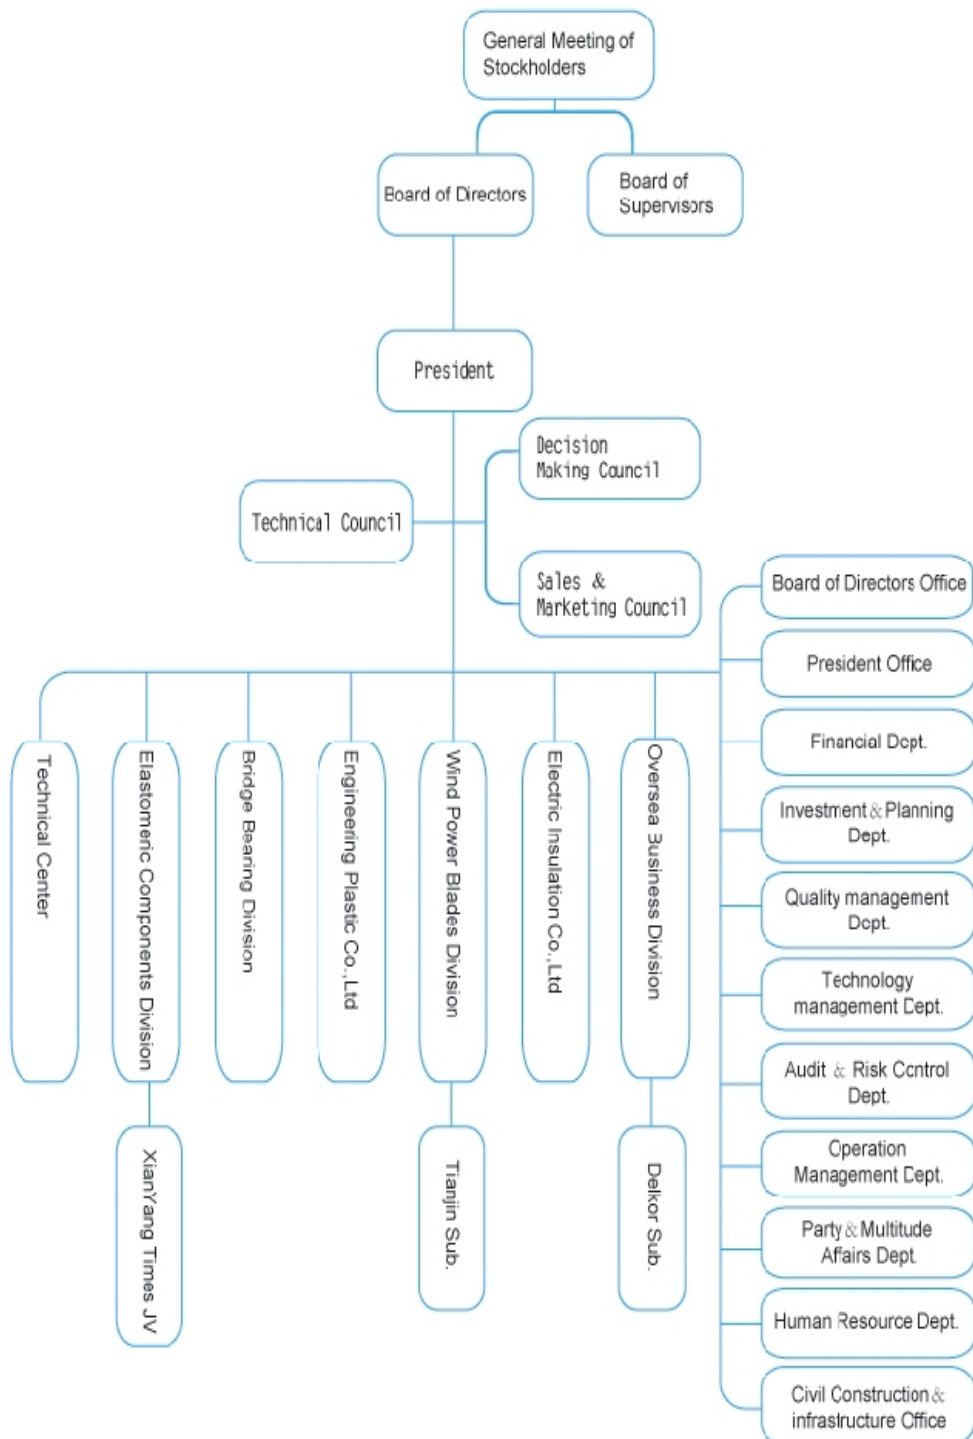 General Meeting of
Stockholders
Board of Directors
Board of
Supervisors
President
Decision
Making Council
Technical Council
Sales &
Marketing Council
Technical Center
Elastomeric Components Division
Bridge Bearing Division
Engineering Plastic Co.,Ltd
Wind Power Blades Division
Electric Insulation Co.,Ltd
Oversea Business Division
XianYang Times JV
Tianjin Sub.
Delkor Sub.
Board of Directors Office
President Office
Financial Dept.
Investment & Planning
Dept.
Quality management
Dept.
Technology
management Dept.
Audit & Risk Control
Dept.
Operation
Management Dept.
Party & Multitude
Affairs Dept.
Human Resource Dept.
Civil Construction &
infrastructure Office